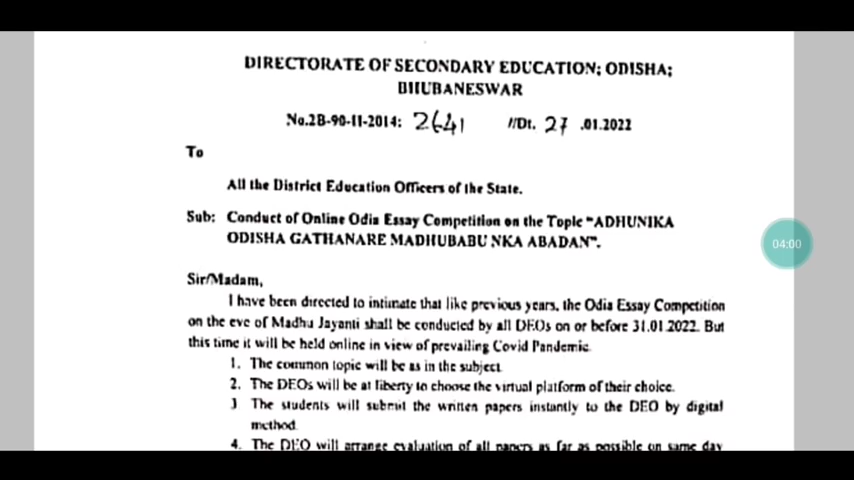 DIRECTORATE OF SECONDARY EDUCATION; ODISHA;
BHUBANESWAR
No.2B-90-II-2014: 2641 //Dt. 27 .01.2022
To
All the District Education Officers of the State.
Sub: Conduct of Online Odia Essay Competition on the Topic "ADHUNIKA
ODISHA GATHANARE MADHUBABU NKA ABADAN".
Sir/Madam,
I have been directed to intimate that like previous years, the Odia Essay Competition
on the eve of Madhu Jayanti shall be conducted by all DEOs on or before 31.01.2022. But
this time it will be held online in view of prevailing Covid Pandemic.
1. The common topic will be as in the subject
2. The DEOs will be at liberty to choose the virtual platform of their choice.
3 The students will submit the written papers instantly to the DEO by digital
method.
4. The DEO will arrange evaluation of all papers as far as possible on same day
04:00